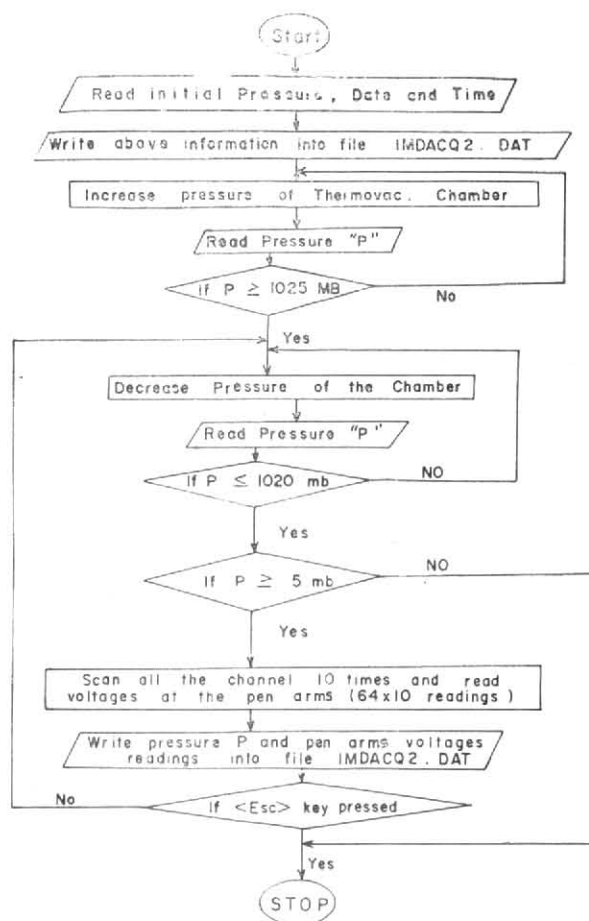 Start
Read initial Pressure, Date and Time
Write above information into file IMDACQ2.DAT
Increase pressure of Thermovac. Chamber
Read Pressure "P"
If P ≥ 1025 MB
No
Yes
Decrease Pressure of the Chamber
Read Pressure "P"
If P ≤ 1020 mb
NO
Yes
If P ≥ 5 mb
NO
Yes
Scan all the channel 10 times and read
voltages at the pen arms (64x10 readings)
Write pressure P and pen arms voltages
readings into file IMDACQ2.DAT
If <Esc> key pressed
No
Yes
STOP